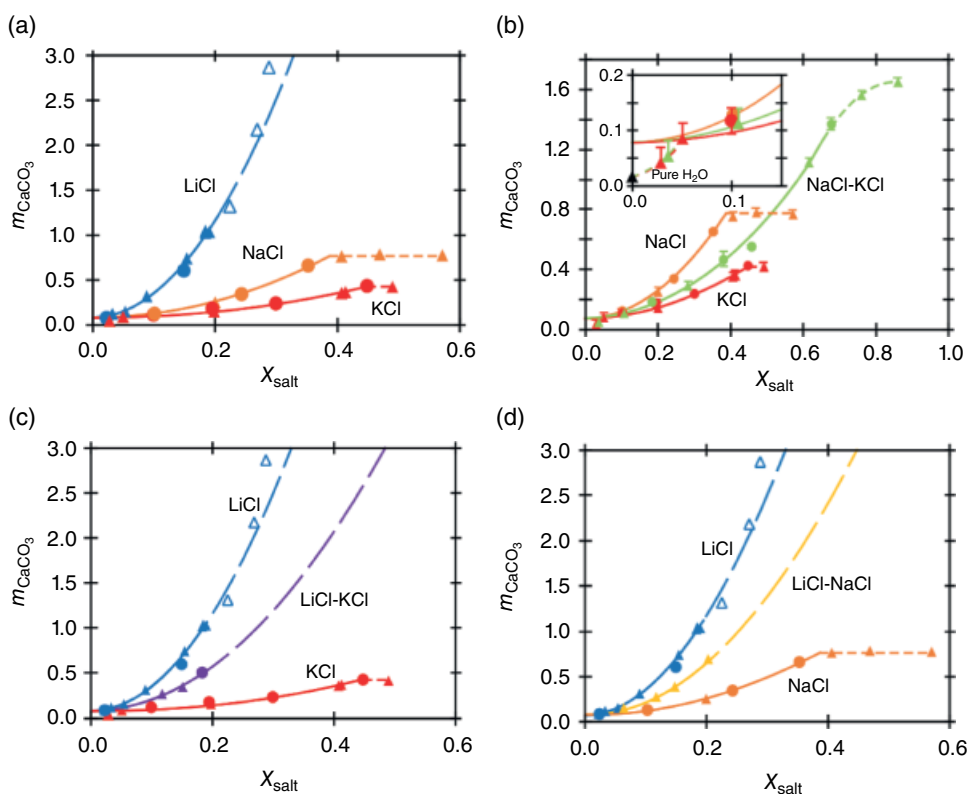 (a)
3.0
2.5
2.0
1.5
1.0
0.5
0.0
mCaCO3
LiCl
NaCl
KCl
0.0 0.2 0.4 0.6
Xsalt
(b)
1.6
1.2
0.8
0.4
0.0
mCaCO3
0.2
0.1
0.0
Pure H2O
0.0 0.1
NaCl-KCl
NaCl
KCl
0.0 0.2 0.4 0.6 0.8 1.0
Xsalt
(c)
3.0
2.5
2.0
1.5
1.0
0.5
0.0
mCaCO3
LiCl
LiCl-KCl
KCl
0.0 0.2 0.4 0.6
Xsalt
(d)
3.0
2.5
2.0
1.5
1.0
0.5
0.0
mCaCO3
LiCl
LiCl-NaCl
NaCl
0.0 0.2 0.4 0.6
Xsalt